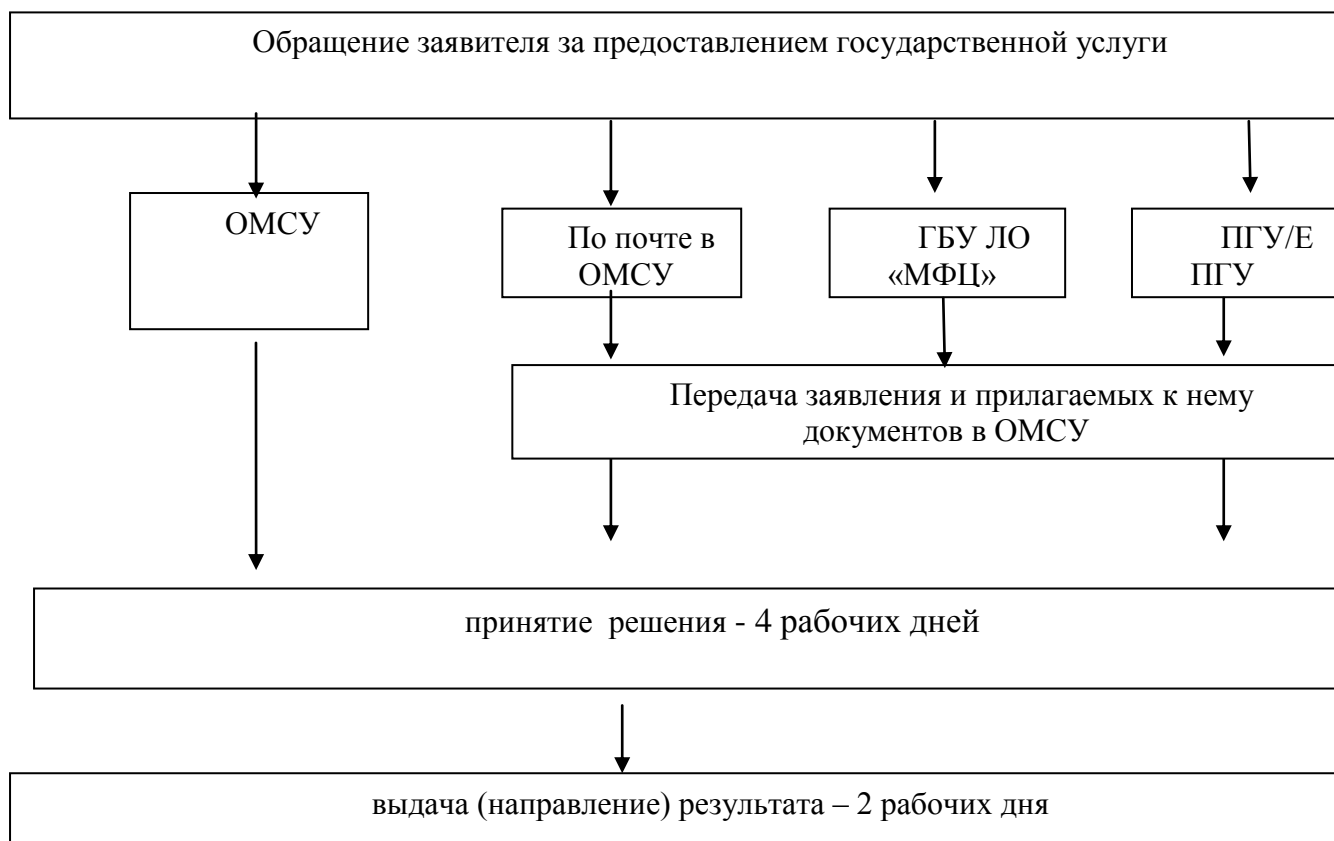 Обращение заявителя за предоставлением государственной услуги
ОМСУ
По почте в
ОМСУ
ГБУ ЛО
«МФЦ»
ПГУ/Е
ПГУ
Передача заявления и прилагаемых к нему
документов в ОМСУ
принятие решения - 4 рабочих дней
выдача (направление) результата – 2 рабочих дня